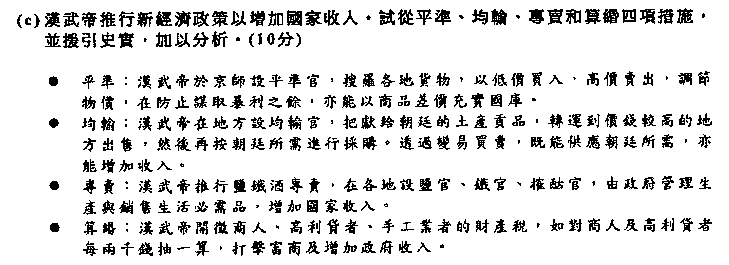 (c) 漢武帝推行新經濟政策以增加國家收入。試從平準、均輸、專賣和算緡四項措施，
並援引史實，加以分析。(10分)
● 平準：漢武帝於京師設平準官，搜羅各地貨物，以低價買入、高價賣出，調節
物價，在防止謀取暴利之餘，亦能以商品差價充實國庫。
● 均輸：漢武帝在地方設均輸官，把獻給朝廷的土產貢品，轉運到價錢較高的地
方出售，然後再按朝廷所需進行採購。透過變易買賣，既能供應朝廷所需，亦
能增加收入。
● 專賣：漢武帝推行鹽鐵酒專賣，在各地設鹽官、鐵官、榷酤官，由政府管理生
產與銷售生活必需品，增加國家收入。
● 算緡：漢武帝開徵商人、高利貸者、手工業者的財產稅，如對商人及高利貸者
每兩千錢抽一算，打擊富商及增加政府收入。